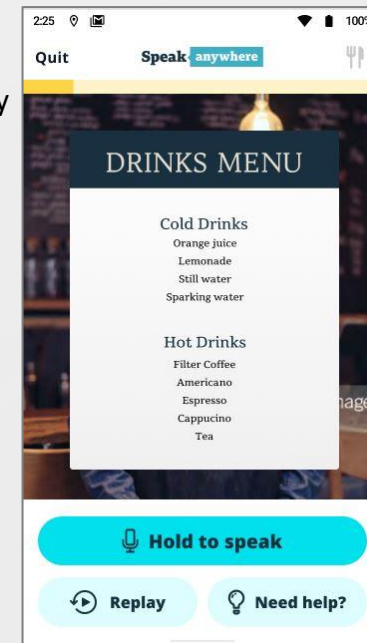 2:25 100%
Quit Speak anywhere
y
DRINKS MENU
Cold Drinks
Orange juice
Lemonade
Still water
Sparking water
Hot Drinks
Filter Coffee
Americano
Espresso
Cappucino
Tea
Hold to speak
Replay Need help?